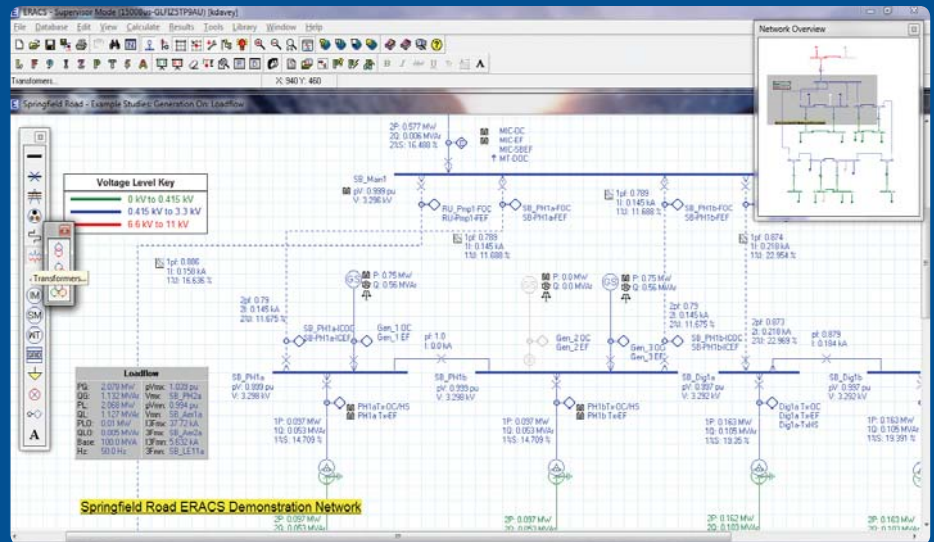 ERACS - Supervisor Mode (15008us-GLFIZ5TP9AU) [kdavey]
File Database Edit View Calculate Results Tools Library Window Help
Transformers... X: 940 Y: 460
Springfield Road - Example Studies: Generation On: Loadflow
Network Overview
Voltage Level Key
0 kV to 0.415 kV
0.415 kV to 3.3 kV
6.6 kV to 11 kV
Transformers...
IM
SM
WT
GRID
A
2P: 0.577 MW
2Q: 0.006 MVAr
2%S: 16.488 %
MIC-OC
MIC-EF
MIC-SBEF
MT-DOC
SB_Main1
pV: 0.999 pu
V: 3.296 kV
RU_Pmp1-FOC
RU-Pmp1-FEF
SB_PH1a-FOC
SB-PH1a-FEF
1pf: 0.789
1I: 0.145 kA
1%I: 11.688 %
SB_PH1b-FOC
SB-PH1b-FEF
1pf: 0.789
1I: 0.145 kA
1%I: 11.688 %
1pf: 0.874
1I: 0.218 kA
1%I: 22.954 %
1pf: 0.886
1I: 0.158 kA
1%I: 16.636 %
GS
P: 0.75 MW
Q: 0.56 MVAr
GS
P: 0.0 MW
Q: 0.0 MVAr
GS
P: 0.75 MW
Q: 0.56 MVAr
2pf: 0.79
2I: 0.145 kA
2%I: 11.675 %
SB_PH1a-ICOC
SB-PH1a-ICEF
Gen_1 OC
Gen_1 EF
pf: 1.0
I: 0.0 kA
Gen_2 OC
Gen_2 EF
Gen_3 OC
Gen_3 EF
2pf: 0.79
2I: 0.145 kA
2%I: 11.675 %
SB_PH1b-ICOC
SB-PH1b-ICEF
2pf: 0.873
2I: 0.218 kA
2%I: 22.969 %
pf: 0.879
I: 0.184 kA
SB_PH1a
pV: 0.999 pu
V: 3.298 kV
SB_PH1b
pV: 0.999 pu
V: 3.298 kV
SB_Dig1a
pV: 0.997 pu
V: 3.292 kV
SB_Dig1b
pV: 0.997 pu
V: 3.292 kV
PH1aTx-OC/HS
PH1a Tx-EF
PH1bTx-OC/HS
PH1b Tx-EF
Dig1a-Tx-OC
Dig1a Tx-EF
Dig1a-TxHS
1P: 0.097 MW
1Q: 0.053 MVAr
1%S: 14.709 %
1P: 0.097 MW
1Q: 0.053 MVAr
1%S: 14.709 %
1P: 0.163 MW
1Q: 0.105 MVAr
1%S: 19.35 %
1P: 0.163 MW
1Q: 0.105 MVAr
1%S: 19.391 %
Loadflow
PG: 2.078 MW pVmx: 1.029 pu
QG: 1.132 MVAr Vmx: SB_PH2a
PL: 2.068 MW pVmn: 0.994 pu
QL: 1.127 MVAr Vmn: SB_Am1a
PLO: 0.01 MW I3Fmx: 37.72 kA
QLO: 0.005 MVAr 3Fmx: SB_Am2a
Base: 100.0 MVA I3Fmn: 5.632 kA
Hz: 50.0 Hz 3Fmn: SB_LE11a
Springfield Road ERACS Demonstration Network
2P: 0.097 MW
2Q: 0.053 MVAr
2P: 0.097 MW
2Q: 0.053 MVAr
2P: 0.162 MW
2Q: 0.103 MVAr
2P: 0.163 MW
2Q: 0.103 MVAr